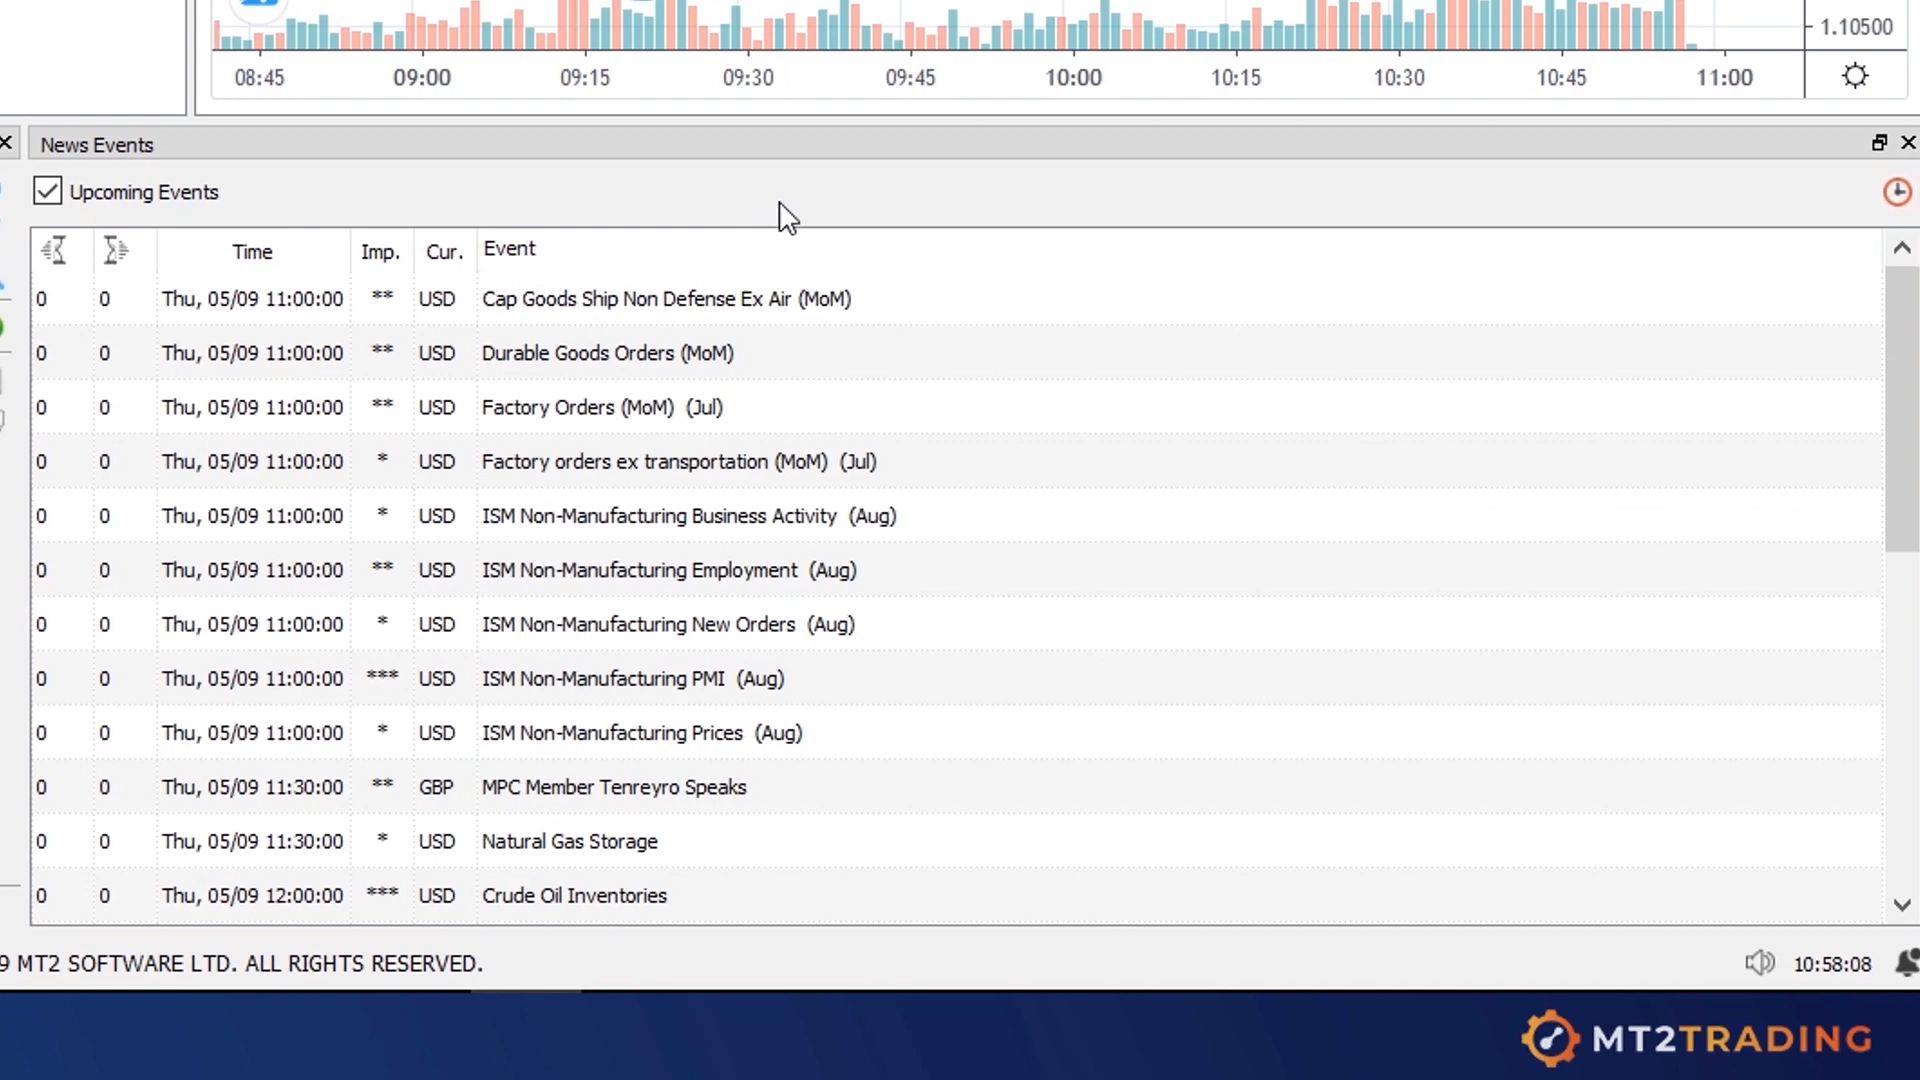 1.10500
08:45 09:00 09:15 09:30 09:45 10:00 10:15 10:30 10:45 11:00
News Events
Upcoming Events
Time Imp. Cur. Event
0 0 Thu, 05/09 11:00:00 ** USD Cap Goods Ship Non Defense Ex Air (MoM)
0 0 Thu, 05/09 11:00:00 ** USD Durable Goods Orders (MoM)
0 0 Thu, 05/09 11:00:00 ** USD Factory Orders (MoM) (Jul)
0 0 Thu, 05/09 11:00:00 * USD Factory orders ex transportation (MoM) (Jul)
0 0 Thu, 05/09 11:00:00 * USD ISM Non-Manufacturing Business Activity (Aug)
0 0 Thu, 05/09 11:00:00 ** USD ISM Non-Manufacturing Employment (Aug)
0 0 Thu, 05/09 11:00:00 * USD ISM Non-Manufacturing New Orders (Aug)
0 0 Thu, 05/09 11:00:00 *** USD ISM Non-Manufacturing PMI (Aug)
0 0 Thu, 05/09 11:00:00 * USD ISM Non-Manufacturing Prices (Aug)
0 0 Thu, 05/09 11:30:00 ** GBP MPC Member Tenreyro Speaks
0 0 Thu, 05/09 11:30:00 * USD Natural Gas Storage
0 0 Thu, 05/09 12:00:00 *** USD Crude Oil Inventories
9 MT2 SOFTWARE LTD. ALL RIGHTS RESERVED.
10:58:08
MT2TRADING